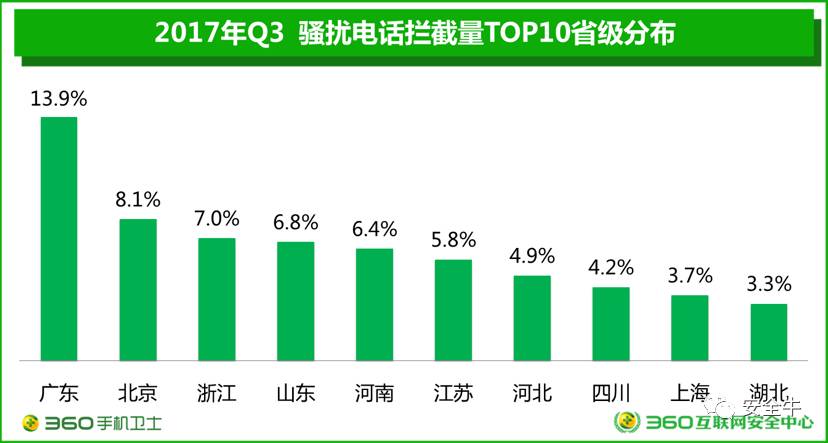 2017年Q3 骚扰电话拦截量TOP10省级分布
13.9%
8.1%
7.0%
6.8%
6.4%
5.8%
4.9%
4.2%
3.7%
3.3%
广东 北京 浙江 山东 河南 江苏 河北 四川 上海 湖北
安全牛
360手机卫士
360互联网安全中心